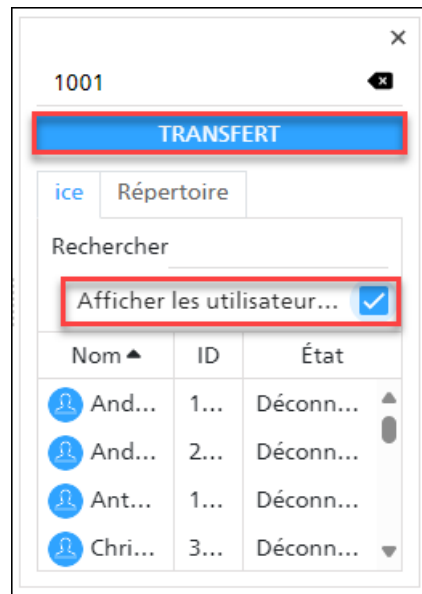 1001
TRANSFERT
ice Répertoire
Rechercher
Afficher les utilisateur...
Nom ID État
And... 1... Déconn...
And... 2... Déconn...
Ant... 1... Déconn...
Chri... 3... Déconn...